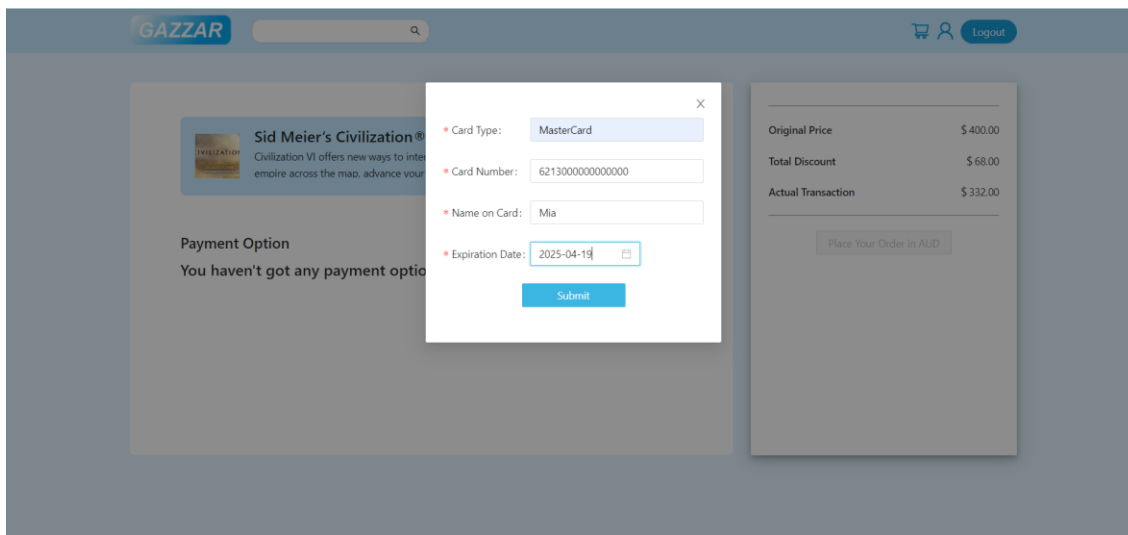 GAZZAR
Logout
X
* Card Type: MasterCard
* Card Number: 6213000000000000
* Name on Card: Mia
* Expiration Date: 2025-04-19
Submit
Sid Meier's Civilization®
Civilization VI offers new ways to inter
empire across the map, advance your
Payment Option
You haven't got any payment optio
Original Price $ 400.00
Total Discount $ 68.00
Actual Transaction $ 332.00
Place Your Order in AUD